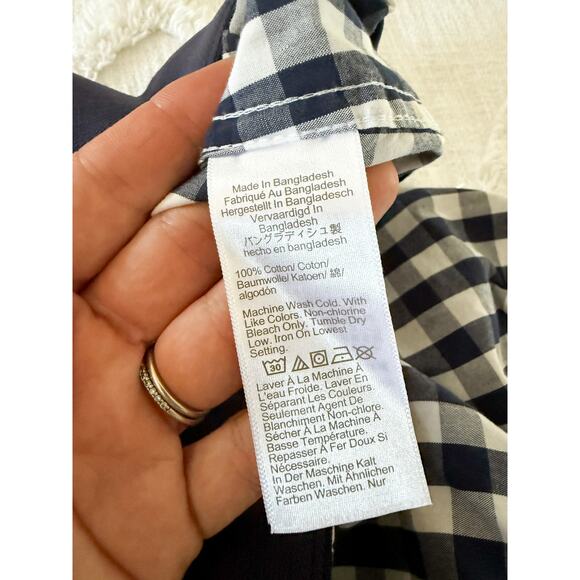 Made In Bangladesh
Fabriqué Au Bangladesh
Hergestellt In Bangladesch
Vervaardigd In
Bangladesh
バングラディシュ製
hecho en bangladesh
100% Cotton/ Coton/
Baumwolle/ Katoen/ 綿/
algodón
Machine Wash Cold. With
Like Colors. Non-chlorine
Bleach Only. Tumble Dry
Low. Iron On Lowest
Setting.
30
Laver À La Machine À
L'eau Froide. Laver En
Séparant Les Couleurs.
Seulement Agent De
Blanchiment Non-chlore.
Sécher À La Machine À
Basse Température.
Repasser À Fer Doux Si
Nécessaire.
In Der Maschine Kalt
Waschen. Mit Ähnlichen
Farben Waschen. Nur